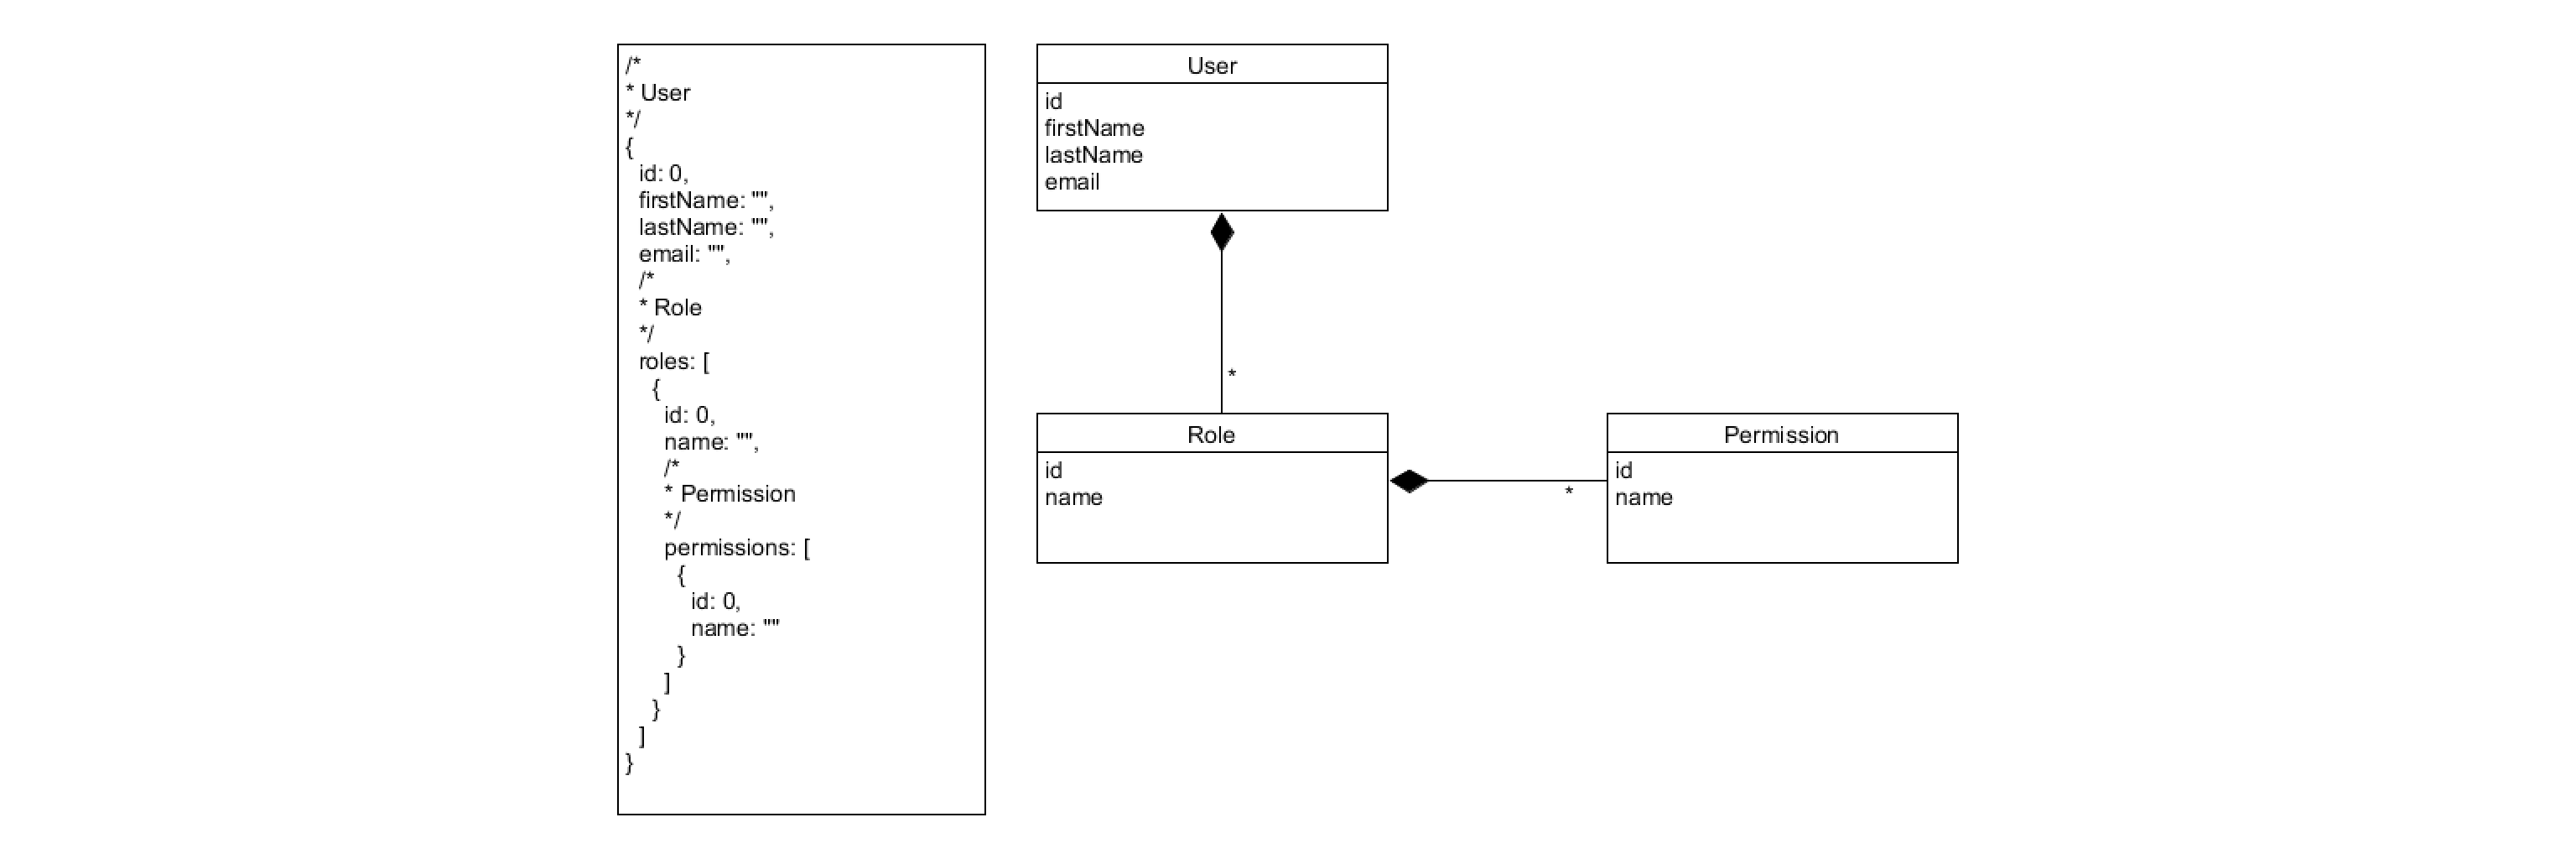 /*
* User
*/
{
id: 0,
firstName: "",
lastName: "",
email: "",
/*
* Role
*/
roles: [
{
id: 0,
name: "",
/*
* Permission
*/
permissions: [
{
id: 0,
name: ""
}
]
}
]
}
User
id
firstName
lastName
email
*
Role
id
name
*
Permission
id
name